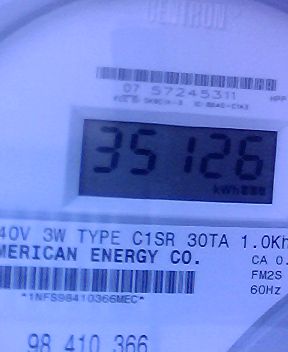 CENTRON
07 57245311
35126
kWh
40V 3W TYPE C1SR 30TA 1.0Kh
MERICAN ENERGY CO.
CA 0.
FM2S
60Hz
*1NFS98410366MEC*
98 410 366